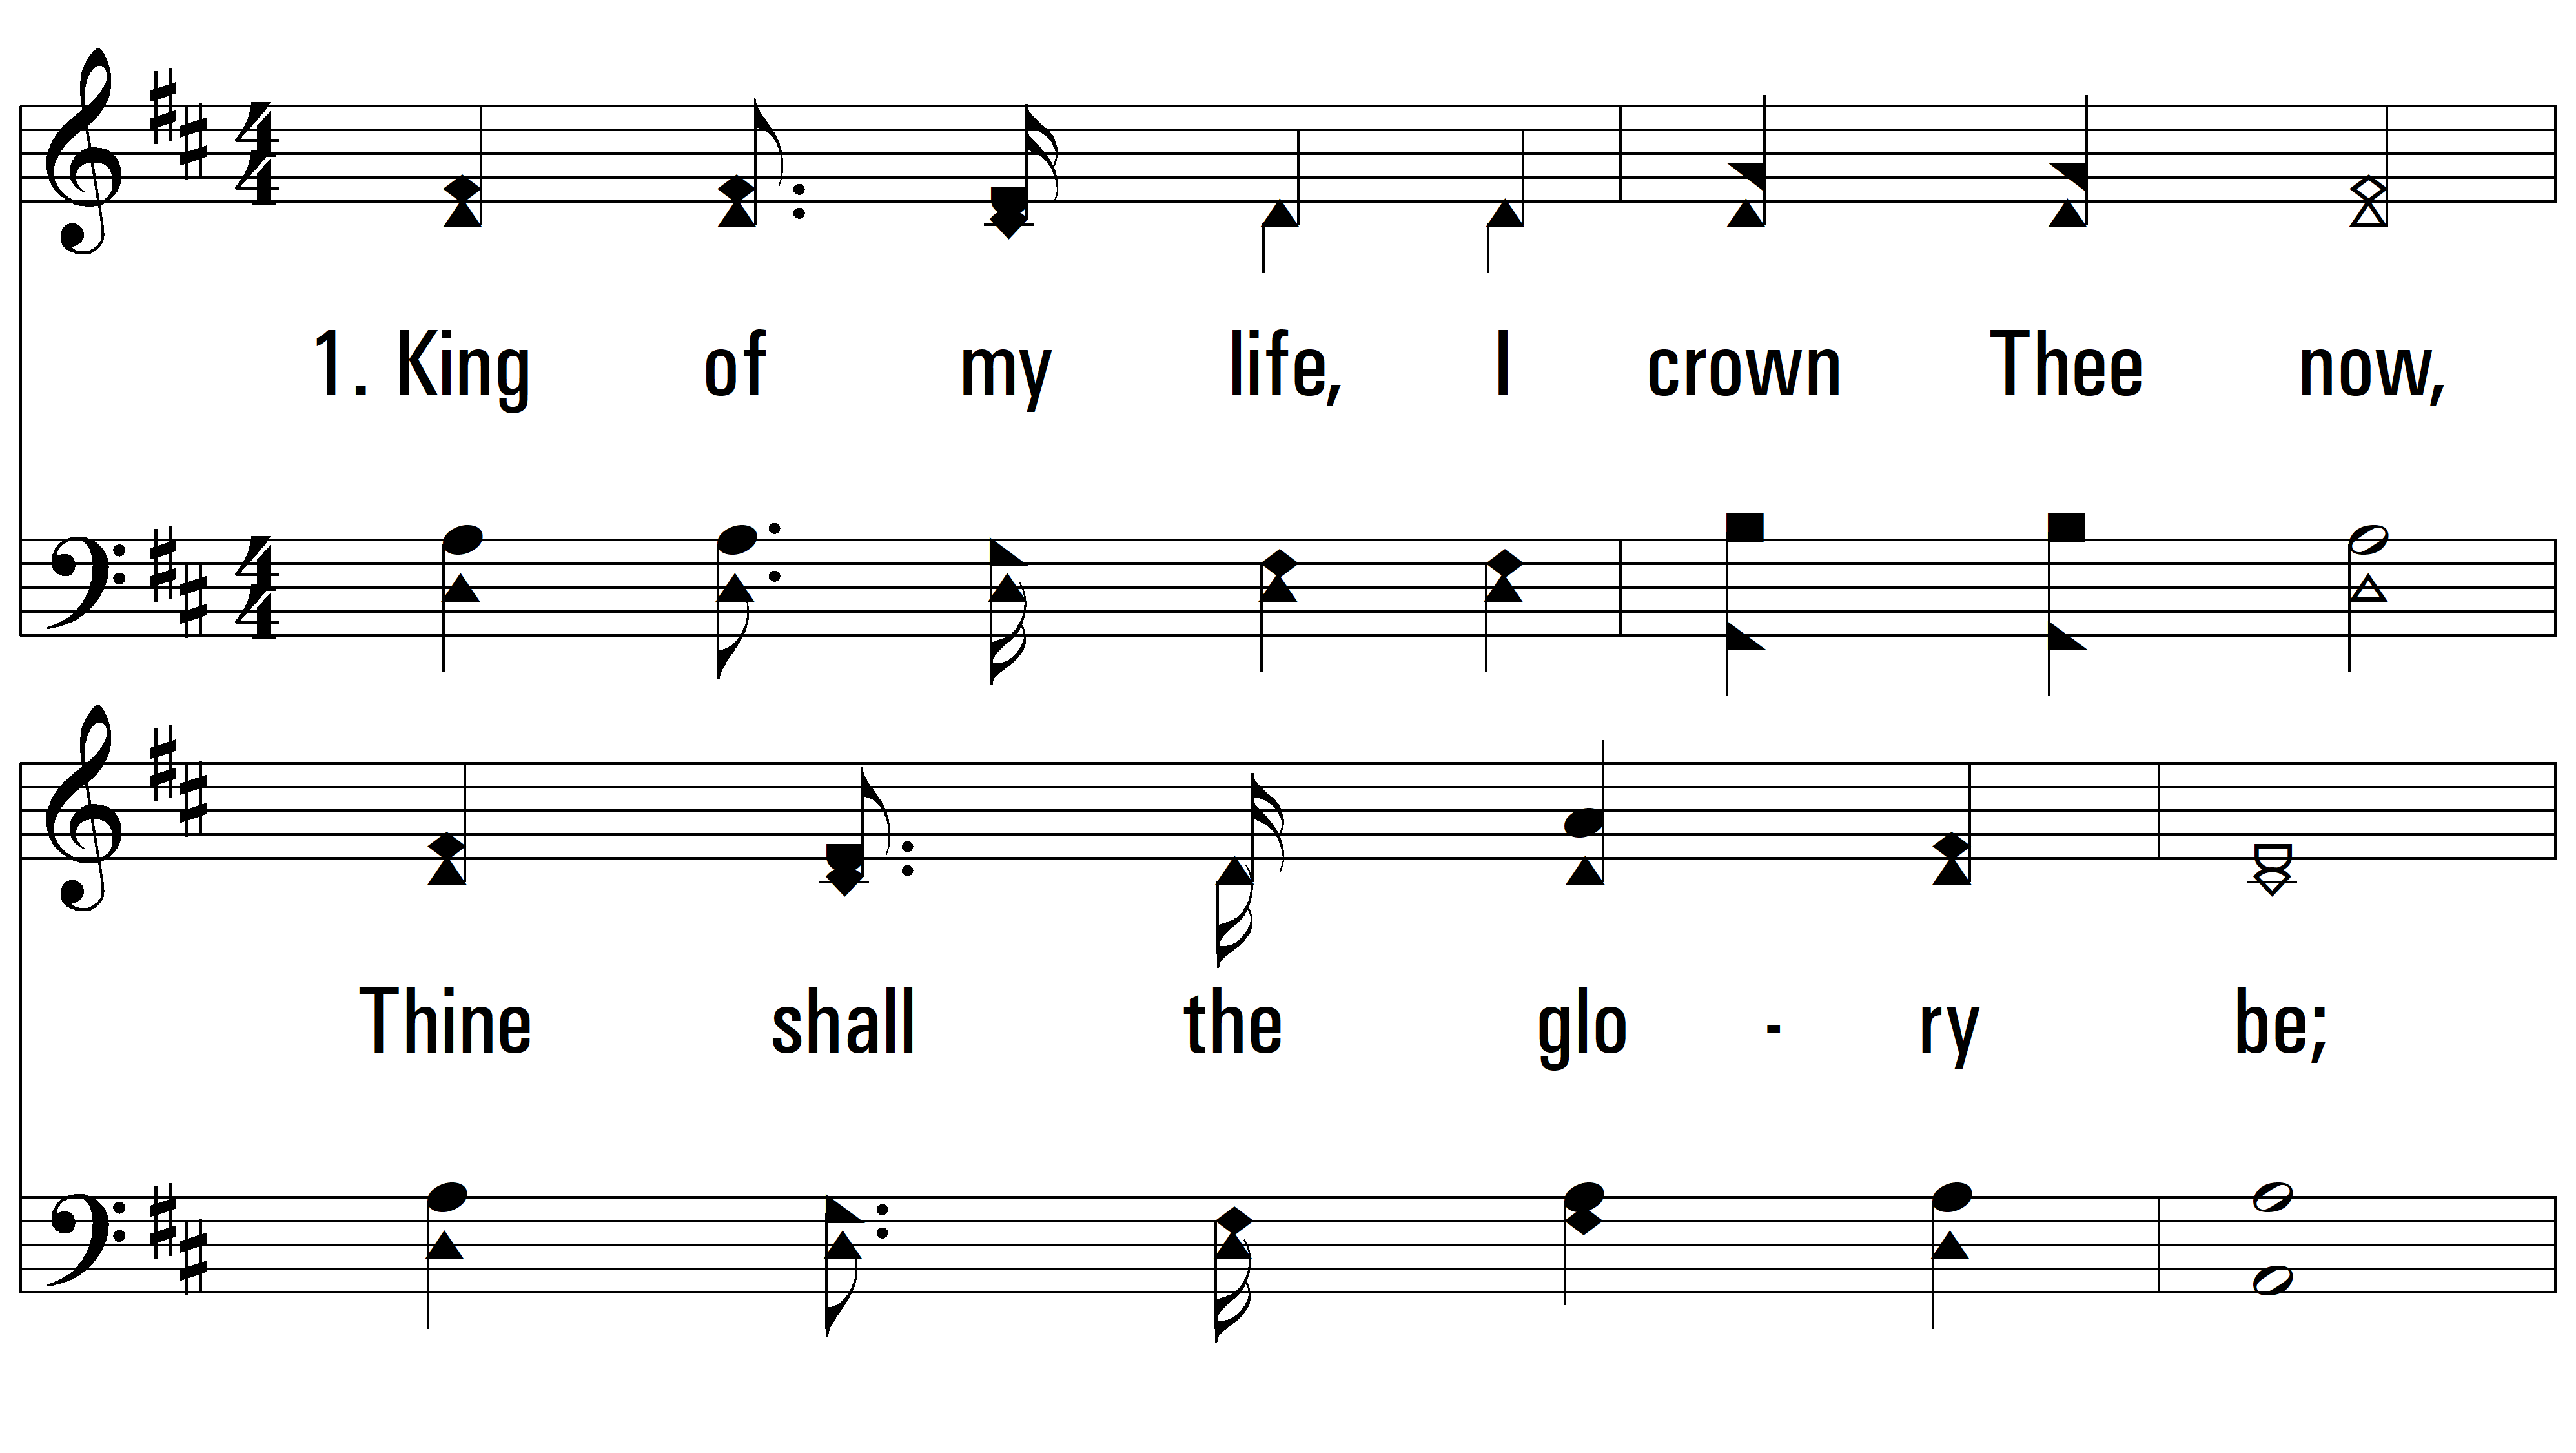 1. King of my life, I crown Thee now,
Thine shall the glo - ry be;